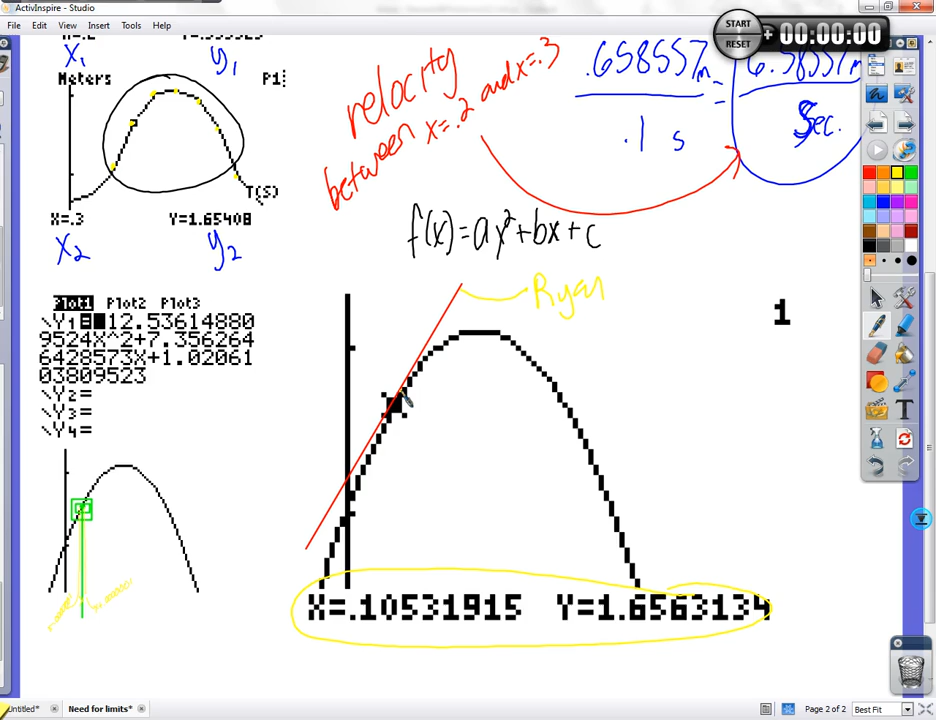 ActivInspire - Studio
File Edit View Insert Tools Help
START
RESET
+ 00:00:00
x1 y1
Meters P1:
T(S)
X=.3 Y=1.65408
x2 y2
velocity
between x=.2 and x=.3
.658557m = 6.58557m
.1 s Sec.
f(x)=ax²+bx+c
Ryan
1
Plot1 Plot2 Plot3
\Y1=■12.53614880
9524X^2+7.356264
6428573X+1.02061
03809523
\Y2=
\Y3=
\Y4=
X=.10531915 Y=1.6563134
Untitled* Need for limits* Page 2 of 2 Best Fit